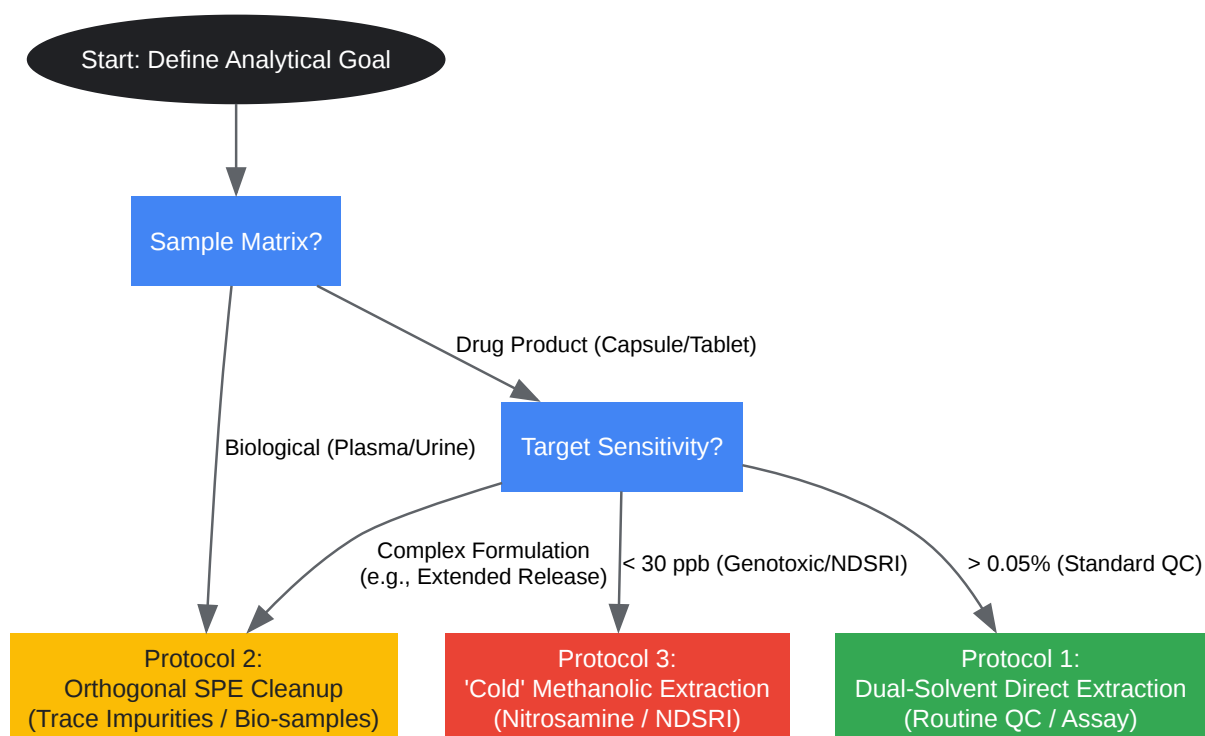 Start: Define Analytical Goal
Sample Matrix?
Drug Product (Capsule/Tablet)
Biological (Plasma/Urine)
Target Sensitivity?
Complex Formulation
(e.g., Extended Release)
< 30 ppb (Genotoxic/NDSRI)
> 0.05% (Standard QC)
Protocol 2:
Orthogonal SPE Cleanup
(Trace Impurities / Bio-samples)
Protocol 3:
'Cold' Methanolic Extraction
(Nitrosamine / NDSRI)
Protocol 1:
Dual-Solvent Direct Extraction
(Routine QC / Assay)